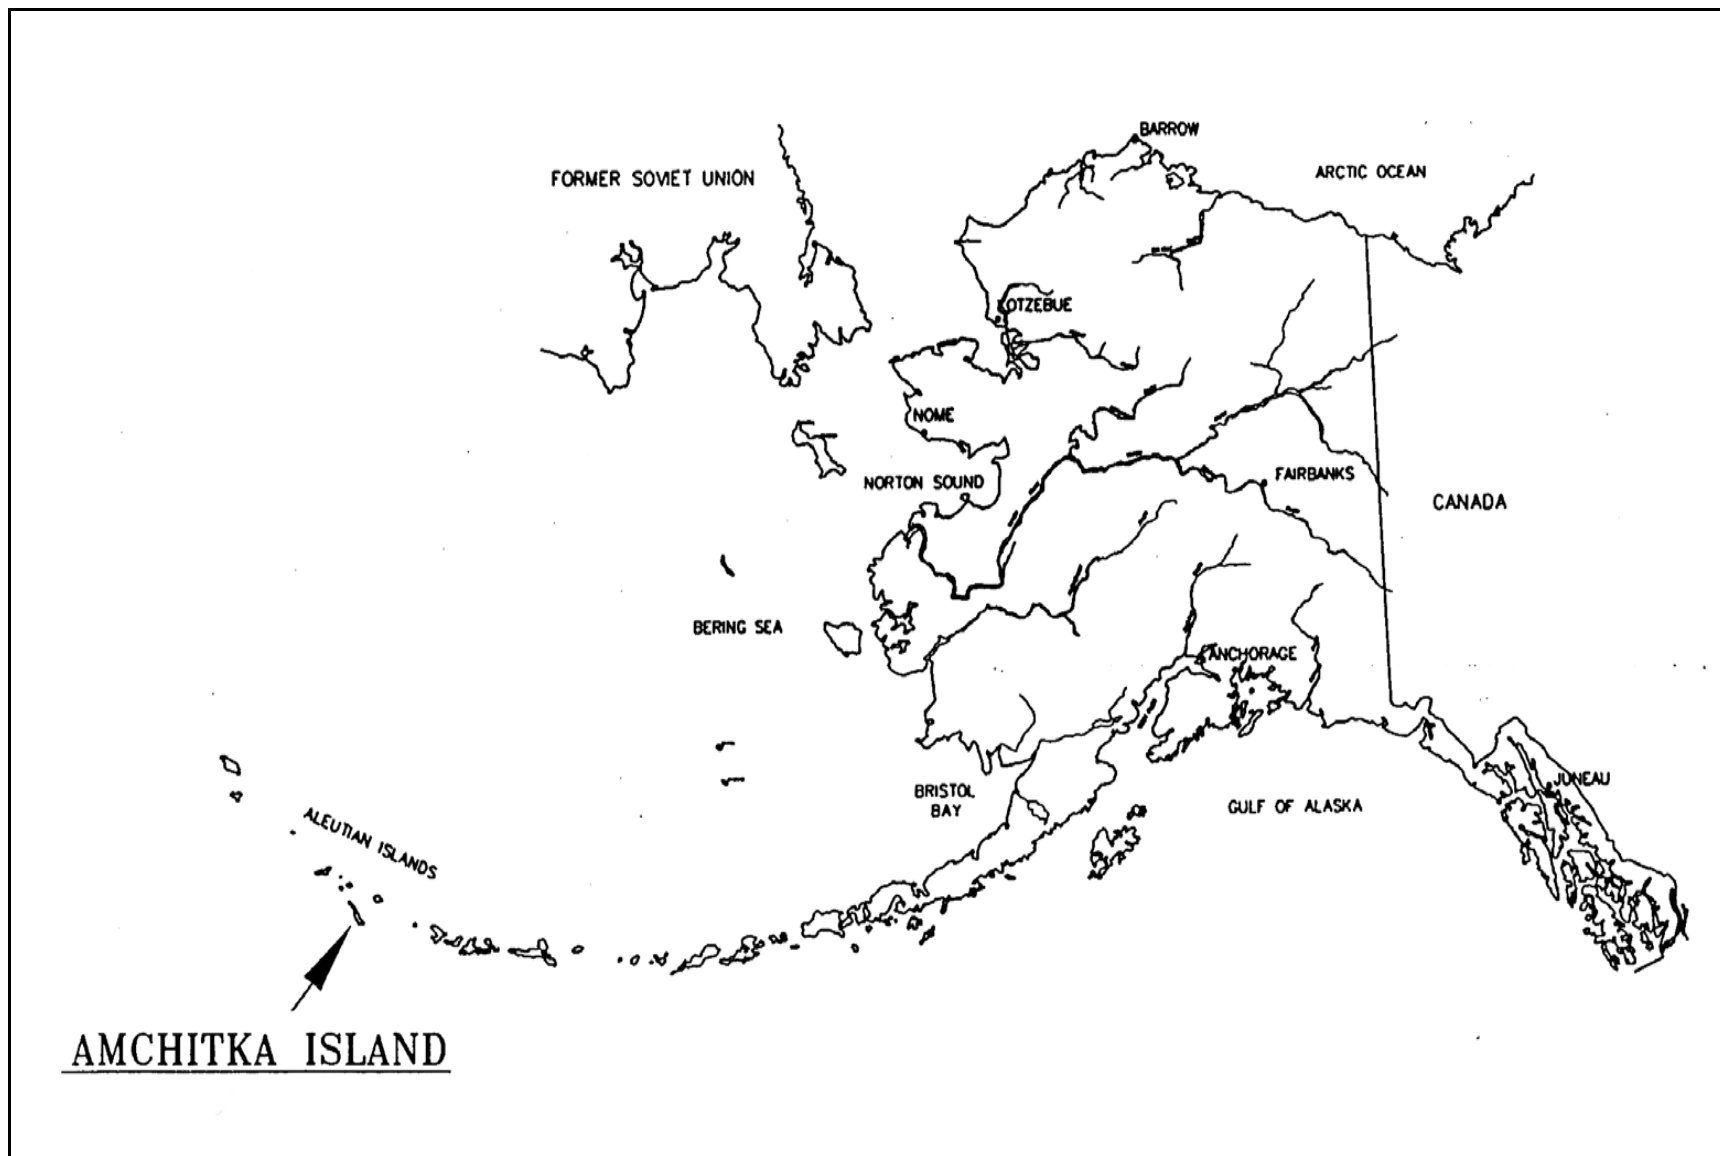 BARROW
ARCTIC OCEAN
FORMER SOVIET UNION
KOTZEBUE
NOME
NORTON SOUND
FAIRBANKS
CANADA
BERING SEA
ANCHORAGE
BRISTOL
BAY
JUNEAU
GULF OF ALASKA
ALEUTIAN ISLANDS
AMCHITKA ISLAND